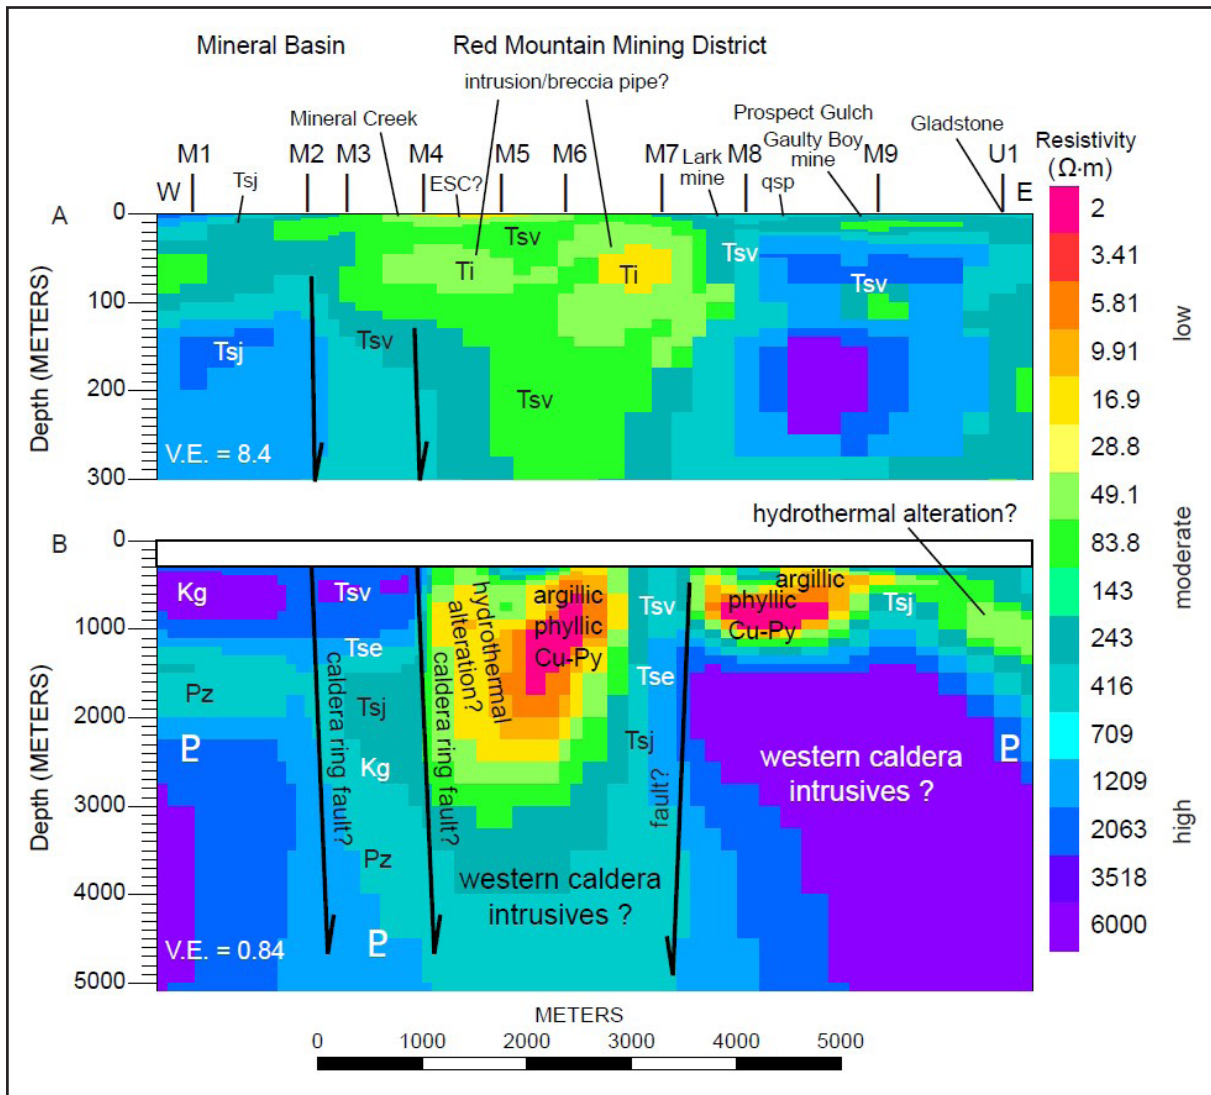 Mineral Basin
Red Mountain Mining District
intrusion/breccia pipe?
Mineral Creek
Prospect Gulch
Gaulty Boy
mine
Gladstone
W
M1
Tsj
M2
M3
M4
ESC?
M5
M6
M7
Lark
mine
M8
qsp
M9
U1
E
Resistivity
(Ω·m)
A
Depth (METERS)
0
100
200
300
Tsj
V.E. = 8.4
Tsv
Ti
Tsv
Tsv
Ti
Tsv
Tsv
2
3.41
5.81
9.91
16.9
28.8
49.1
83.8
143
243
416
709
1209
2063
3518
6000
low
moderate
high
hydrothermal alteration?
B
Depth (METERS)
0
1000
2000
3000
4000
5000
Kg
Pz
P
V.E. = 0.84
Tsv
Tse
caldera ring fault?
Tsj
Kg
Pz
P
caldera ring fault?
hydrothermal
alteration?
argillic
phyllic
Cu-Py
western caldera
intrusives ?
Tsv
Tse
Tsj
fault?
argillic
phyllic
Cu-Py
Tsj
western caldera
intrusives ?
P
METERS
0
1000
2000
3000
4000
5000